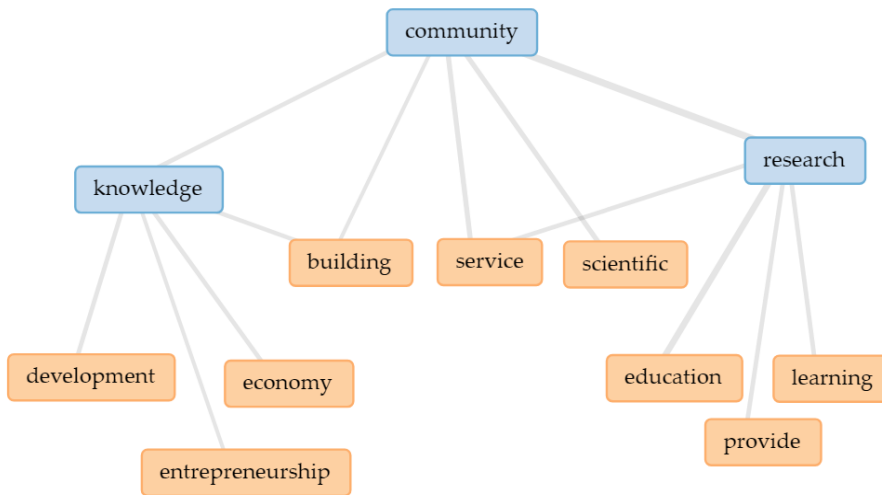 community
research
knowledge
building
service
scientific
development
economy
education
learning
provide
entrepreneurship